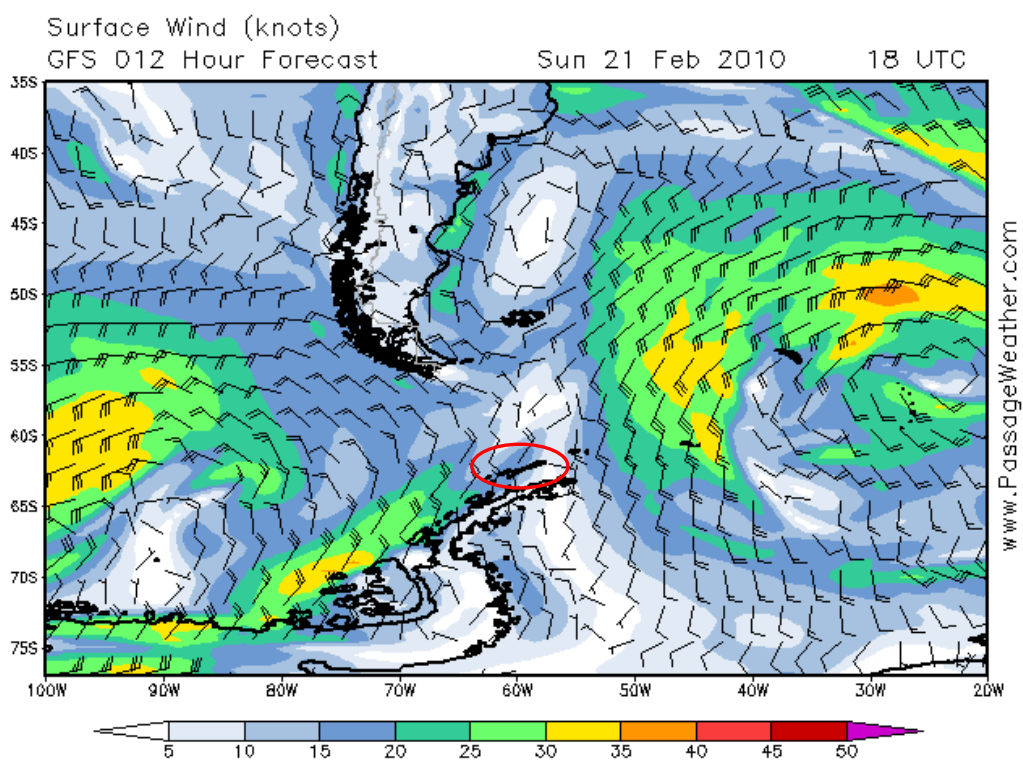 Surface Wind (knots)
GFS 012 Hour Forecast Sun 21 Feb 2010 18 UTC
35S
40S
45S
50S
55S
60S
65S
70S
75S
100W 90W 80W 70W 60W 50W 40W 30W 20W
5 10 15 20 25 30 35 40 45 50
www.PassageWeather.com